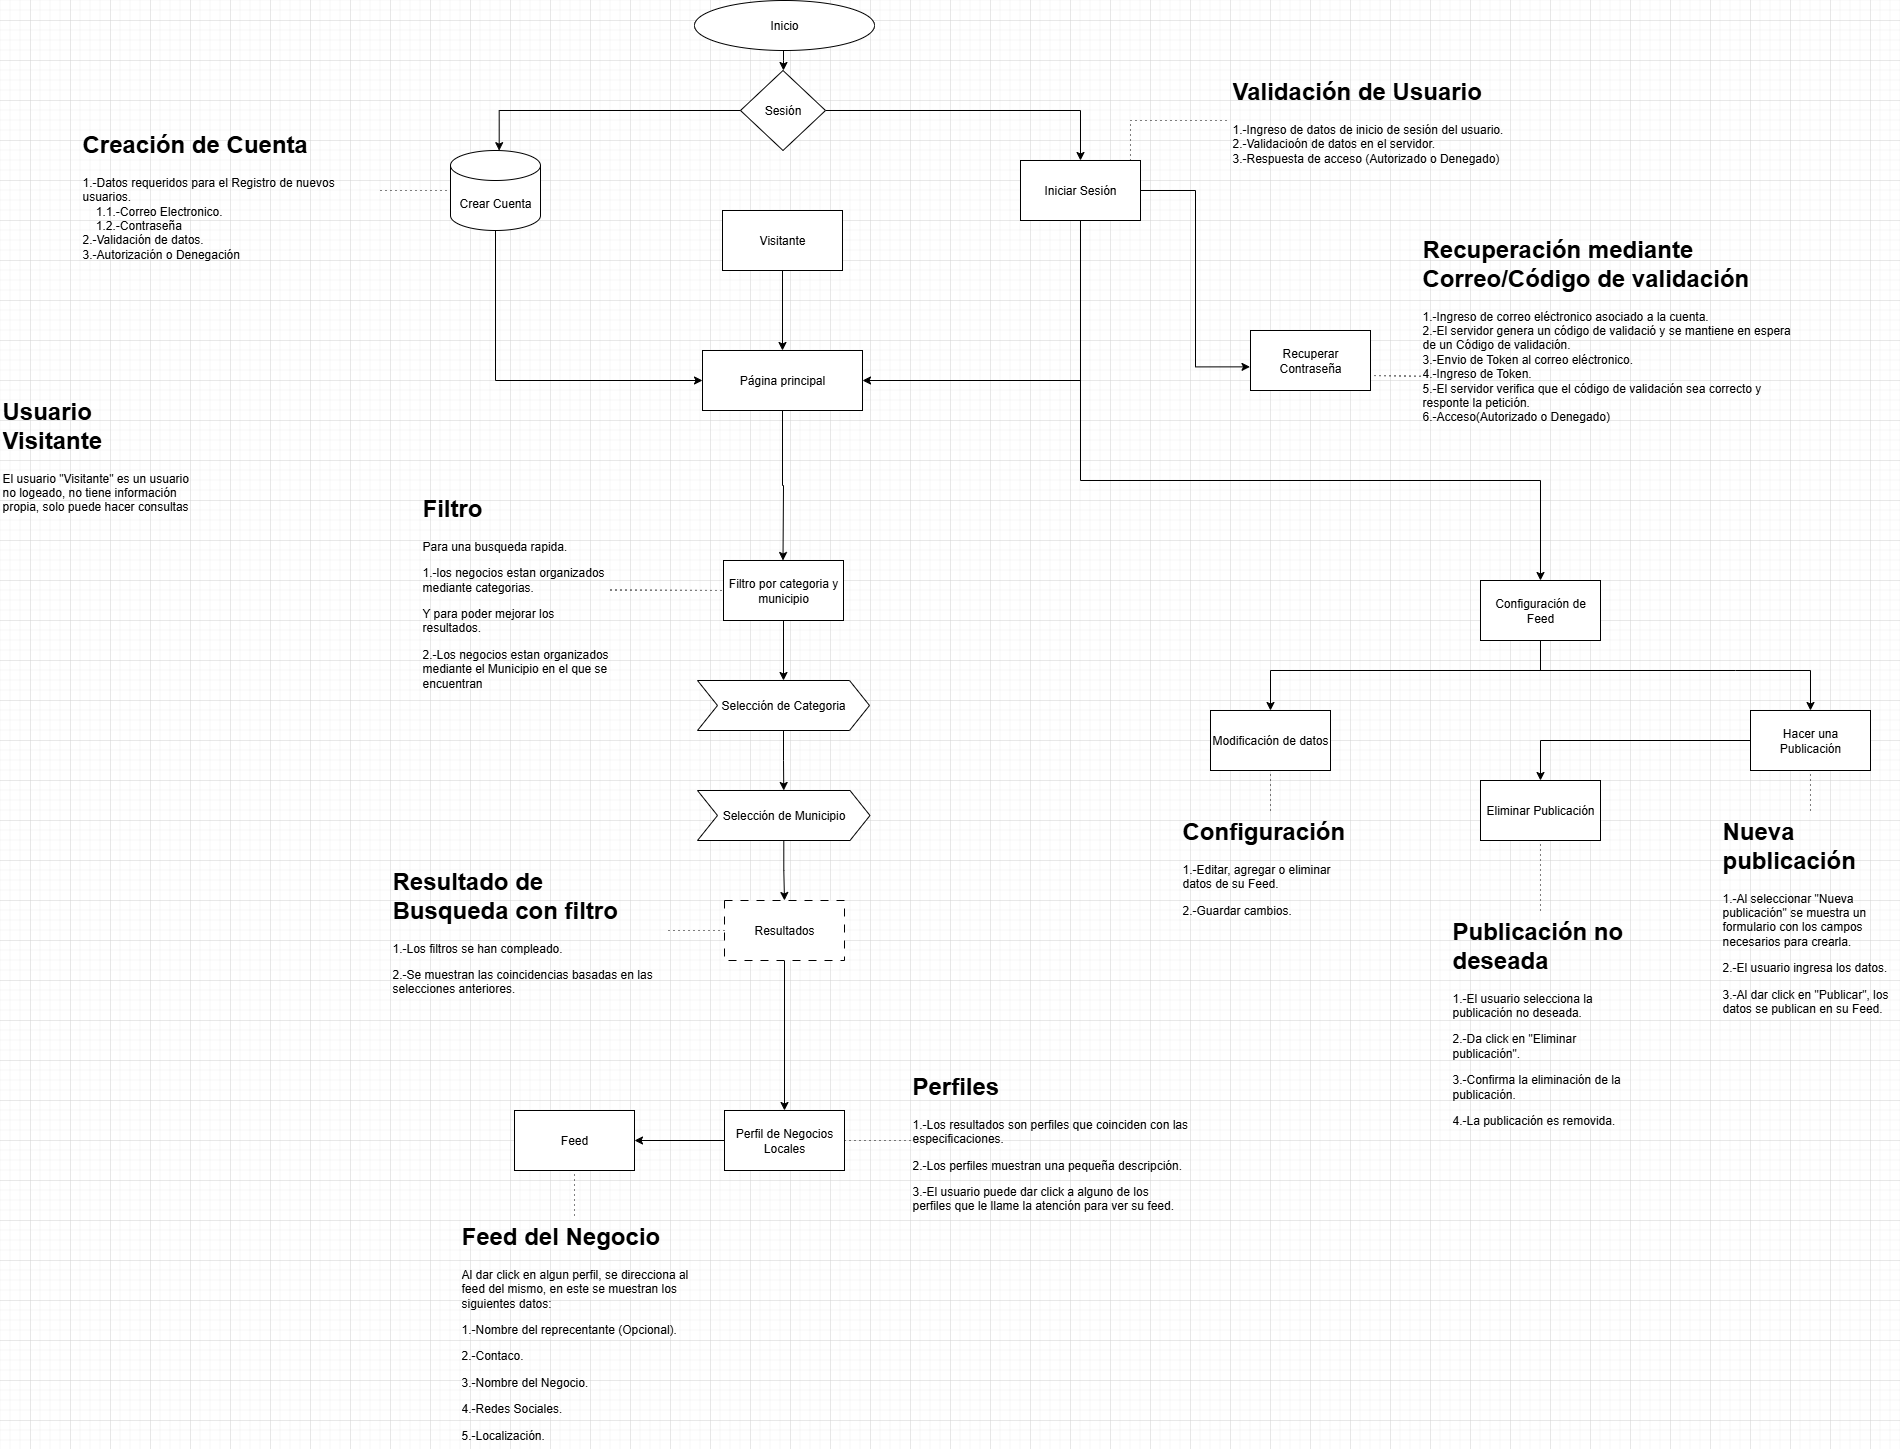 Inicio
Sesión
Validación de Usuario
1.-Ingreso de datos de inicio de sesión del usuario.
2.-Validacioón de datos en el servidor.
3.-Respuesta de acceso (Autorizado o Denegado)
Creación de Cuenta
1.-Datos requeridos para el Registro de nuevos
usuarios.
1.1.-Correo Electronico.
1.2.-Contraseña
2.-Validación de datos.
3.-Autorización o Denegación
Crear Cuenta
Iniciar Sesión
Visitante
Recuperación mediante
Correo/Código de validación
1.-Ingreso de correo eléctronico asociado a la cuenta.
2.-El servidor genera un código de validació y se mantiene en espera
de un Código de validación.
3.-Envio de Token al correo eléctronico.
4.-Ingreso de Token.
5.-El servidor verifica que el código de validación sea correcto y
responte la petición.
6.-Acceso(Autorizado o Denegado)
Recuperar
Contraseña
Página principal
Usuario
Visitante
El usuario "Visitante" es un usuario
no logeado, no tiene información
propia, solo puede hacer consultas
Filtro
Para una busqueda rapida.
1.-los negocios estan organizados
mediante categorias.
Y para poder mejorar los
resultados.
2.-Los negocios estan organizados
mediante el Municipio en el que se
encuentran
Filtro por categoria y
municipio
Configuración de
Feed
Selección de Categoria
Modificación de datos
Hacer una
Publicación
Selección de Municipio
Eliminar Publicación
Configuración
1.-Editar, agregar o eliminar
datos de su Feed.
2.-Guardar cambios.
Nueva
publicación
1.-Al seleccionar "Nueva
publicación" se muestra un
formulario con los campos
necesarios para crearla.
2.-El usuario ingresa los datos.
3.-Al dar click en "Publicar", los
datos se publican en su Feed.
Resultado de
Busqueda con filtro
1.-Los filtros se han compleado.
2.-Se muestran las coincidencias basadas en las
selecciones anteriores.
Resultados
Publicación no
deseada
1.-El usuario selecciona la
publicación no deseada.
2.-Da click en "Eliminar
publicación".
3.-Confirma la eliminación de la
publicación.
4.-La publicación es removida.
Perfiles
1.-Los resultados son perfiles que coinciden con las
especificaciones.
2.-Los perfiles muestran una pequeña descripción.
3.-El usuario puede dar click a alguno de los
perfiles que le llame la atención para ver su feed.
Feed
Perfil de Negocios
Locales
Feed del Negocio
Al dar click en algun perfil, se direcciona al
feed del mismo, en este se muestran los
siguientes datos:
1.-Nombre del reprecentante (Opcional).
2.-Contaco.
3.-Nombre del Negocio.
4.-Redes Sociales.
5.-Localización.